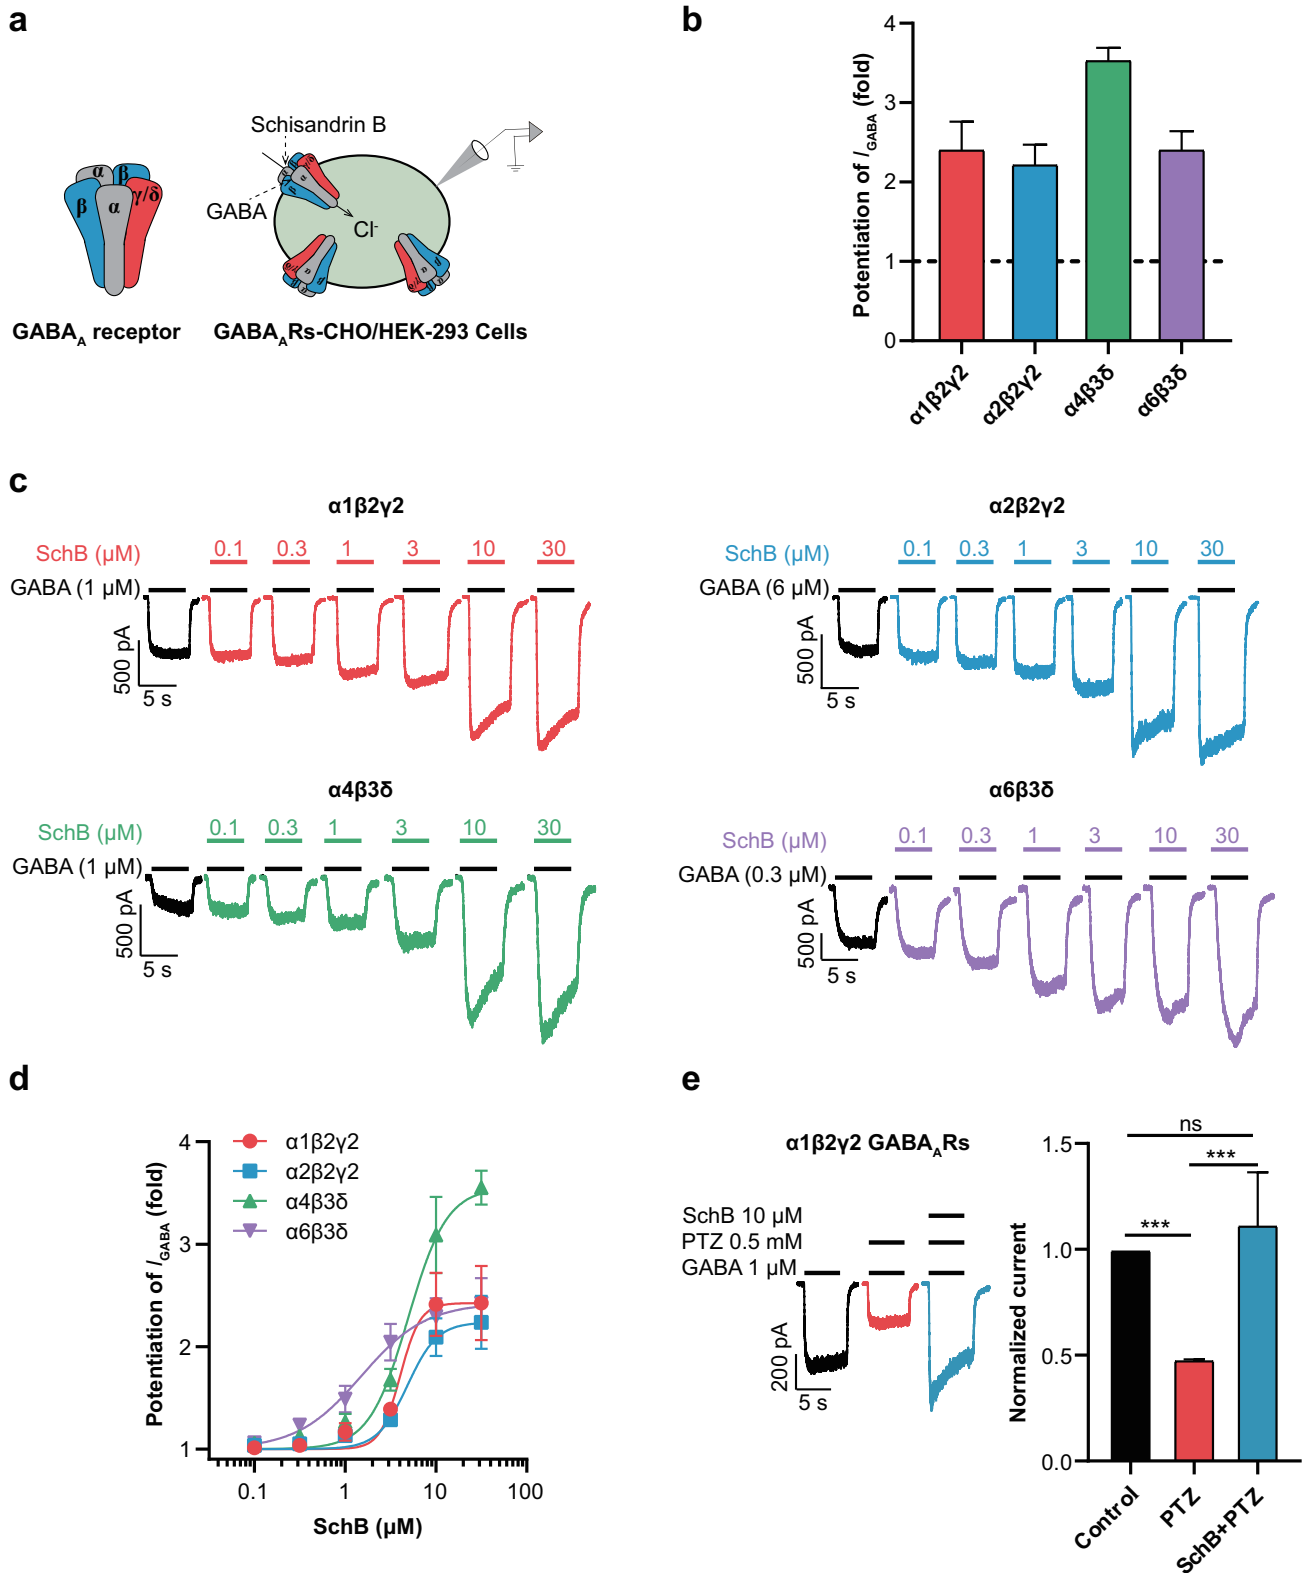 a
Schisandrin B
GABA
Cl-
α β β α γ/δ
GABAA receptor
GABAARs-CHO/HEK-293 Cells
b
Potentiation of IGABA (fold)
4
3
2
1
0
α1β2γ2
α2β2γ2
α4β3δ
α6β3δ
c
α1β2γ2
SchB (µM) 0.1 0.3 1 3 10 30
GABA (1 µM)
500 pA
5 s
α2β2γ2
SchB (µM) 0.1 0.3 1 3 10 30
GABA (6 µM)
500 pA
5 s
α4β3δ
SchB (µM) 0.1 0.3 1 3 10 30
GABA (1 µM)
500 pA
5 s
α6β3δ
SchB (µM) 0.1 0.3 1 3 10 30
GABA (0.3 µM)
500 pA
5 s
d
Potentiation of IGABA (fold)
4
3
2
1
α1β2γ2
α2β2γ2
α4β3δ
α6β3δ
0.1 1 10 100
SchB (µM)
e
α1β2γ2 GABAARs
SchB 10 µM
PTZ 0.5 mM
GABA 1 µM
200 pA
5 s
Normalized current
1.5
1.0
0.5
0.0
ns
***
***
Control
PTZ
SchB+PTZ